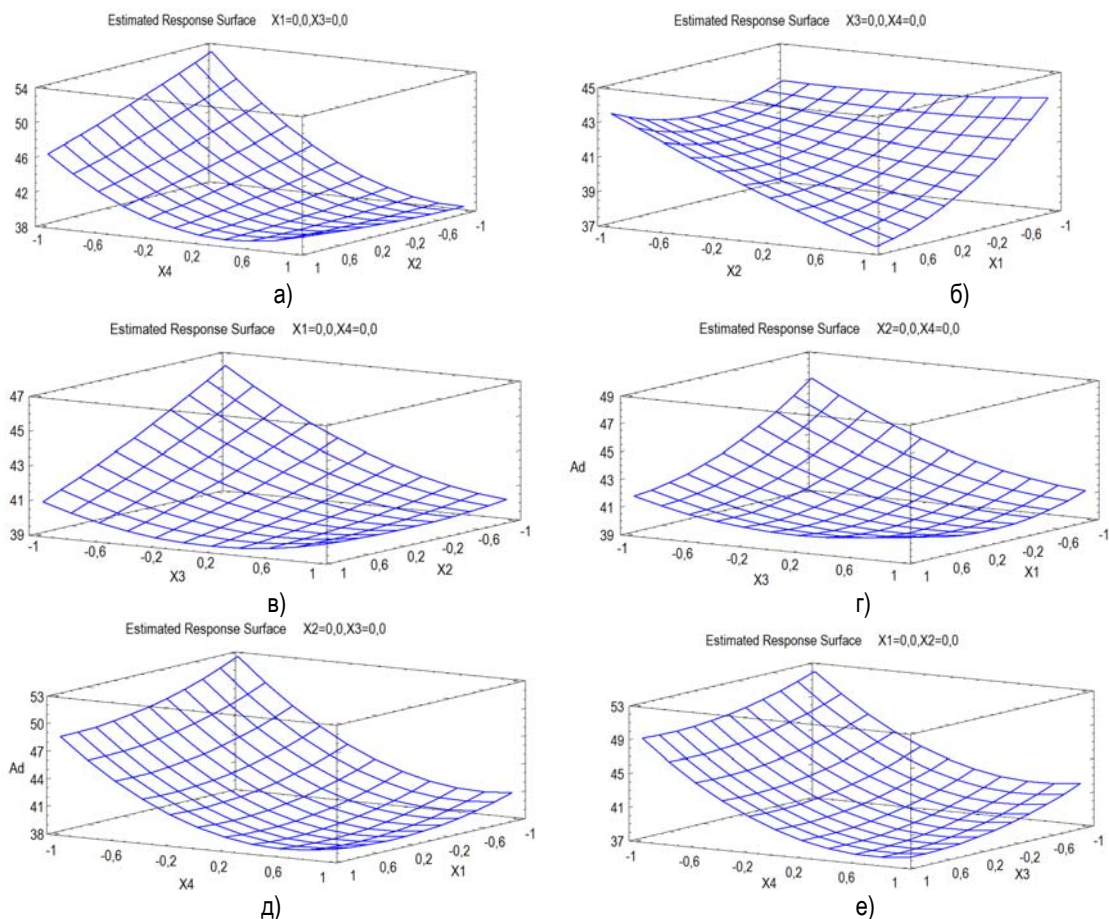 Estimated Response Surface X1=0,0,X3=0,0
54
50
46
42
38
-1 -0,6 -0,2 0,2 0,6 1
X4
1 0,6 0,2 -0,2 -0,6 -1
X2
а)
Estimated Response Surface X3=0,0,X4=0,0
45
43
41
39
37
-1 -0,6 -0,2 0,2 0,6 1
X2
1 0,6 0,2 -0,2 -0,6 -1
X1
б)
Estimated Response Surface X1=0,0,X4=0,0
47
45
43
41
39
-1 -0,6 -0,2 0,2 0,6 1
X3
1 0,6 0,2 -0,2 -0,6 -1
X2
в)
Estimated Response Surface X2=0,0,X4=0,0
49
47
45
Ad
43
41
39
-1 -0,6 -0,2 0,2 0,6 1
X3
1 0,6 0,2 -0,2 -0,6 -1
X1
г)
Estimated Response Surface X2=0,0,X3=0,0
53
50
47
Ad
44
41
38
-1 -0,6 -0,2 0,2 0,6 1
X4
1 0,6 0,2 -0,2 -0,6 -1
X1
д)
Estimated Response Surface X1=0,0,X2=0,0
53
49
45
41
37
-1 -0,6 -0,2 0,2 0,6 1
X4
1 0,6 0,2 -0,2 -0,6 -1
X3
е)